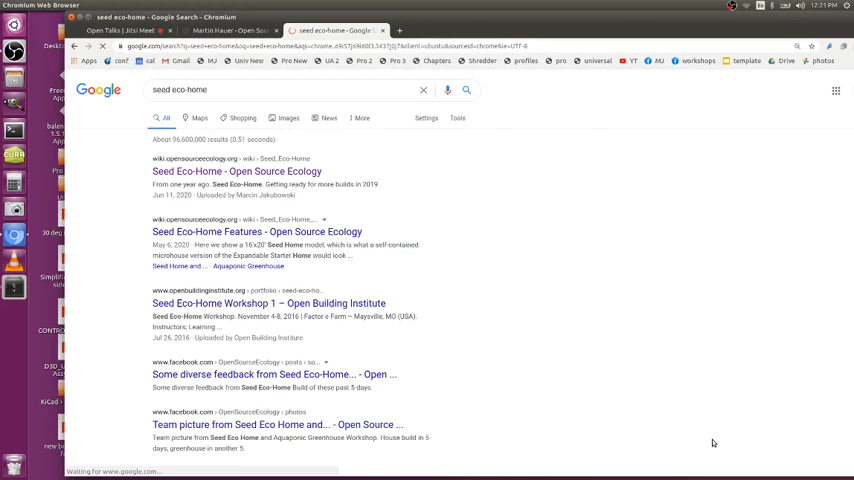 Chromium Web Browser
12:21 PM
seed eco-home - Google Search - Chromium
Open Talks | Jitsi Meet
Martin Hauer - Open Sou
seed eco-home - Google S
google.com/search?q=seed+eco-home&oq=seed+eco-home&aqs=chrome..69i57j69i60l3.3437j0j7&client=ubuntu&sourceid=chrome&ie=UTF-8
Apps conf cal Gmail MJ Univ New Pro New UA 2 Pro 2 Pro 3 Chapters Shredder profiles pro universal YT MJ workshops template Drive photos
Google
seed eco-home
All Maps Shopping Images News More Settings Tools
About 96,600,000 results (0.51 seconds)
wiki.opensourceecology.org › wiki › Seed_Eco-Home
Seed Eco-Home - Open Source Ecology
From one year ago. Seed Eco-Home. Getting ready for more builds in 2019.
Jun 11, 2020 - Uploaded by Marcin Jakubowski
wiki.opensourceecology.org › wiki › Seed_Eco-Home_...
Seed Eco-Home Features - Open Source Ecology
May 6, 2020 - Here we show a 16'x20' Seed Home model, which is what a self-contained
microhouse version of the Expandable Starter Home would look ...
Seed Home and ... · Aquaponic Greenhouse
www.openbuildinginstitute.org › portfolio › seed-eco-ho...
Seed Eco-Home Workshop 1 – Open Building Institute
Seed Eco-Home Workshop. November 4-8, 2016 | Factor e Farm – Maysville, MO (USA).
Instructors; Learning ...
Jul 26, 2016 - Uploaded by Open Building Institute
www.facebook.com › OpenSourceEcology › posts › so...
Some diverse feedback from Seed Eco-Home... - Open ...
Some diverse feedback from Seed Eco-Home Build of these past 5 days.
www.facebook.com › OpenSourceEcology › photos
Team picture from Seed Eco Home and... - Open Source ...
Team picture from Seed Eco Home and Aquaponic Greenhouse Workshop. House build in 5
days, greenhouse in another 5.
Waiting for www.google.com...